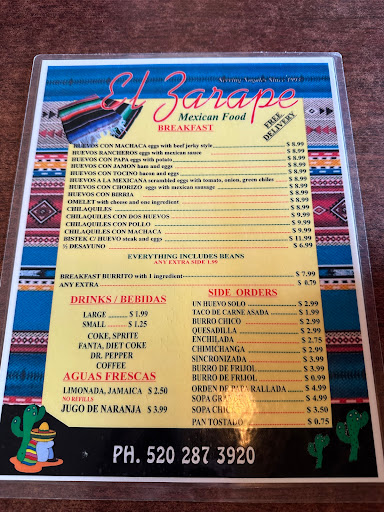 Serving Nogales Since 1993
El Zarape
Mexican Food
FREE DELIVERY
BREAKFAST
HUEVOS CON MACHACA eggs with beef jerky style $ 8.99
HUEVOS RANCHEROS eggs with mexican sauce $ 8.99
HUEVOS CON PAPA eggs with potato $ 8.99
HUEVOS CON JAMON ham and eggs $ 8.99
HUEVOS CON TOCINO bacon and eggs $ 8.99
HUEVOS A LA MEXICANA scrambled eggs with tomato, onion, green chiles $ 8.99
HUEVOS CON CHORIZO eggs with mexican sausage $ 8.99
HUEVOS CON BIRRIA $ 8.99
OMELET with cheese and one ingredient $ 8.99
CHILAQUILES $ 8.99
CHILAQUILES CON DOS HUEVOS $ 9.99
CHILAQUILES CON POLLO $ 9.99
CHILAQUILES CON MACHACA $ 9.99
BISTEK C/ HUEVO steak and eggs $ 11.99
½ DESAYUNO $ 6.99
EVERYTHING INCLUDES BEANS
ANY EXTRA SIDE 1.99
BREAKFAST BURRITO with 1 ingredient $ 7.99
ANY EXTRA $ 0.79
DRINKS / BEBIDAS
LARGE $ 1.99
SMALL $ 1.25
COKE, SPRITE
FANTA, DIET COKE
DR. PEPPER
COFFEE
AGUAS FRESCAS
LIMONADA, JAMAICA $ 2.50
NO REFILLS
JUGO DE NARANJA $ 3.99
SIDE ORDERS
UN HUEVO SOLO $ 2.99
TACO DE CARNE ASADA $ 1.99
BURRO CHICO $ 2.99
QUESADILLA $ 2.99
ENCHILADA $ 2.75
CHIMICHANGA $ 2.99
SINCRONIZADA $ 3.99
BURRO DE FRIJOL $ 3.99
BURRO DE FRIJOL $ 0.99
ORDEN DE PAPA RALLADA $ 4.99
SOPA GRA $ 4.99
SOPA CHIC $ 3.50
PAN TOSTADO $ 0.75
PH. 520 287 3920